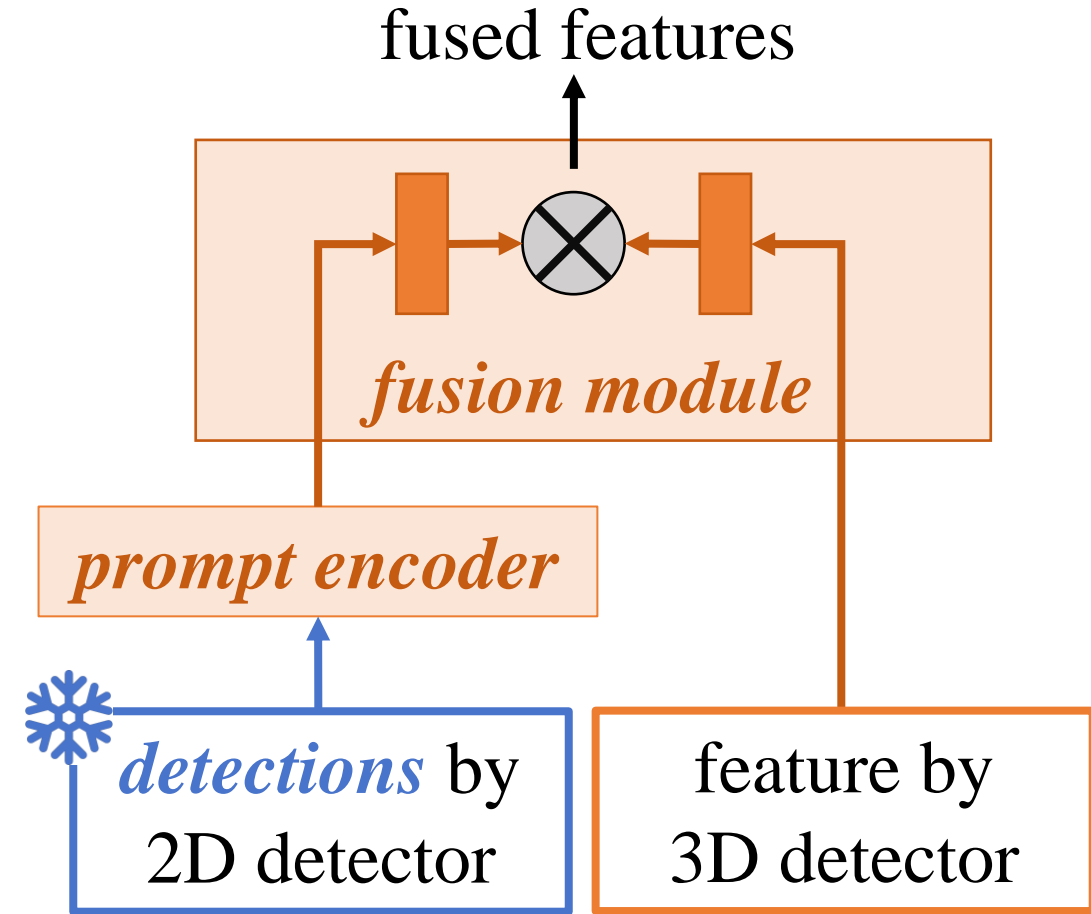 fused features
fusion module
prompt encoder
detections by
2D detector
feature by
3D detector